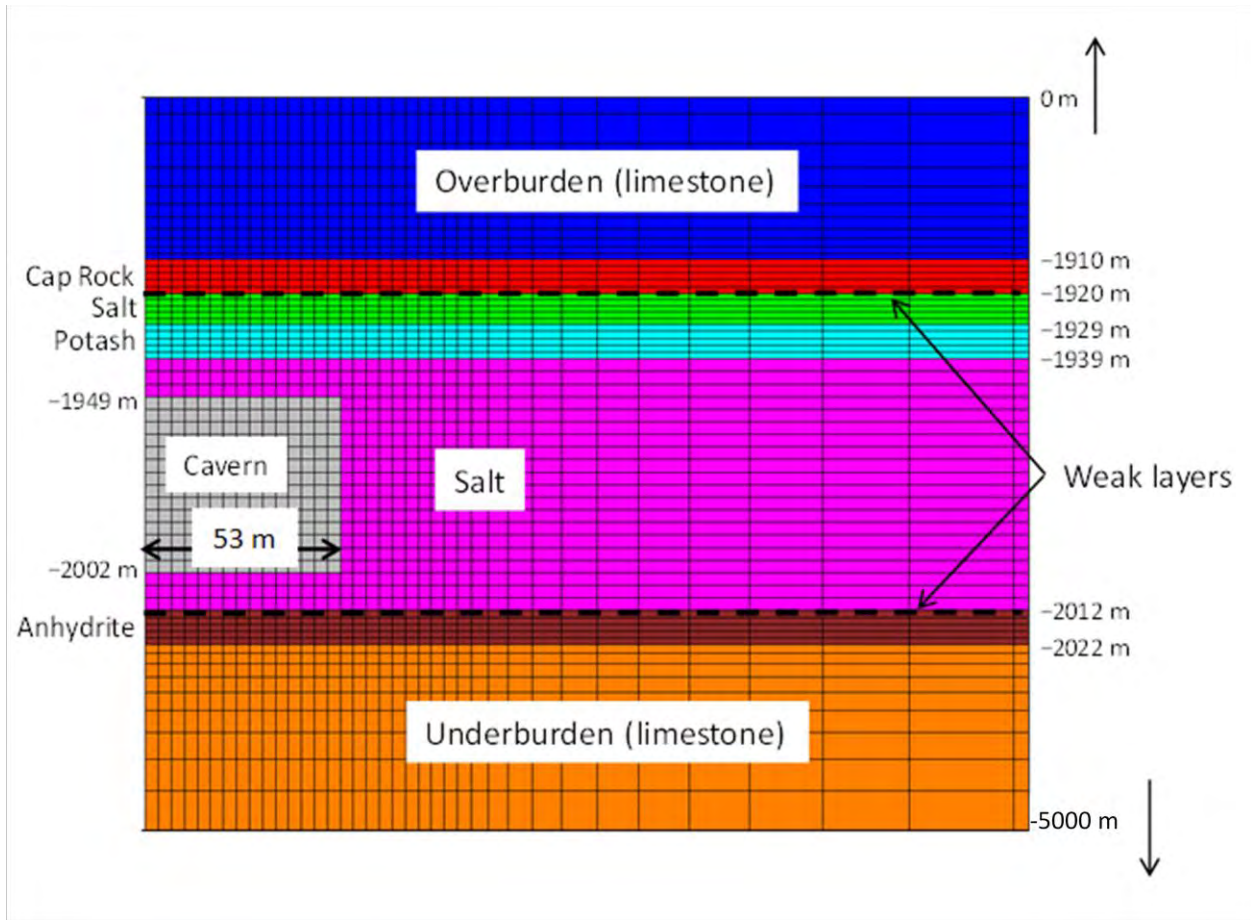 0 m
Overburden (limestone)
−1910 m
Cap Rock
−1920 m
Salt
−1929 m
Potash
−1939 m
−1949 m
Cavern
Salt
Weak layers
53 m
−2002 m
−2012 m
Anhydrite
−2022 m
Underburden (limestone)
-5000 m